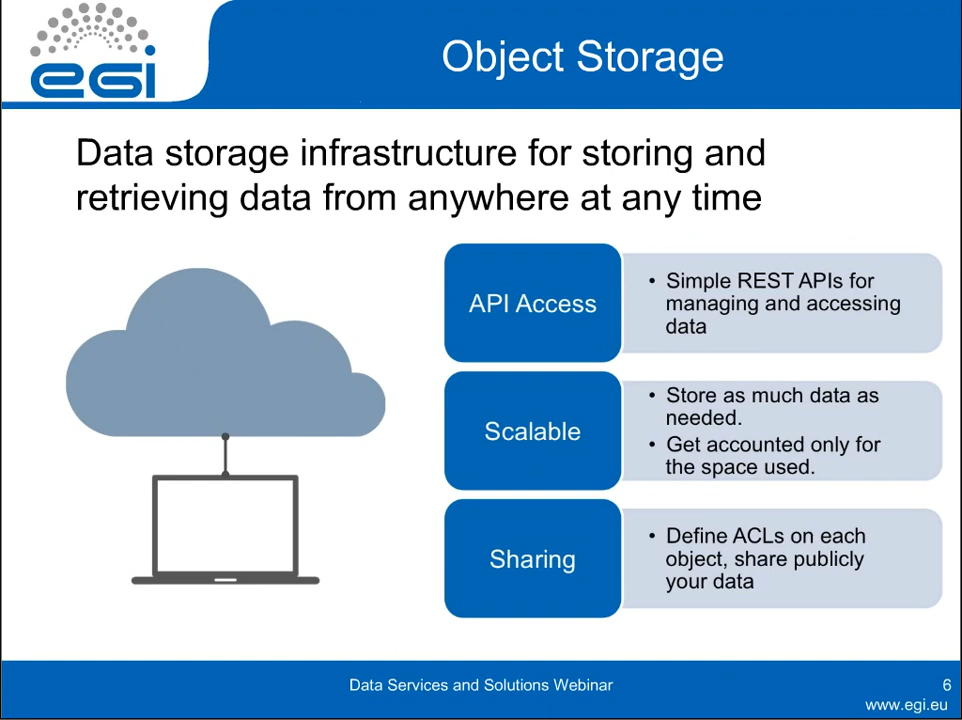 egi
Object Storage
Data storage infrastructure for storing and
retrieving data from anywhere at any time
API Access
• Simple REST APIs for
managing and accessing
data
Scalable
• Store as much data as
needed.
• Get accounted only for
the space used.
Sharing
• Define ACLs on each
object, share publicly
your data
Data Services and Solutions Webinar
6
www.egi.eu